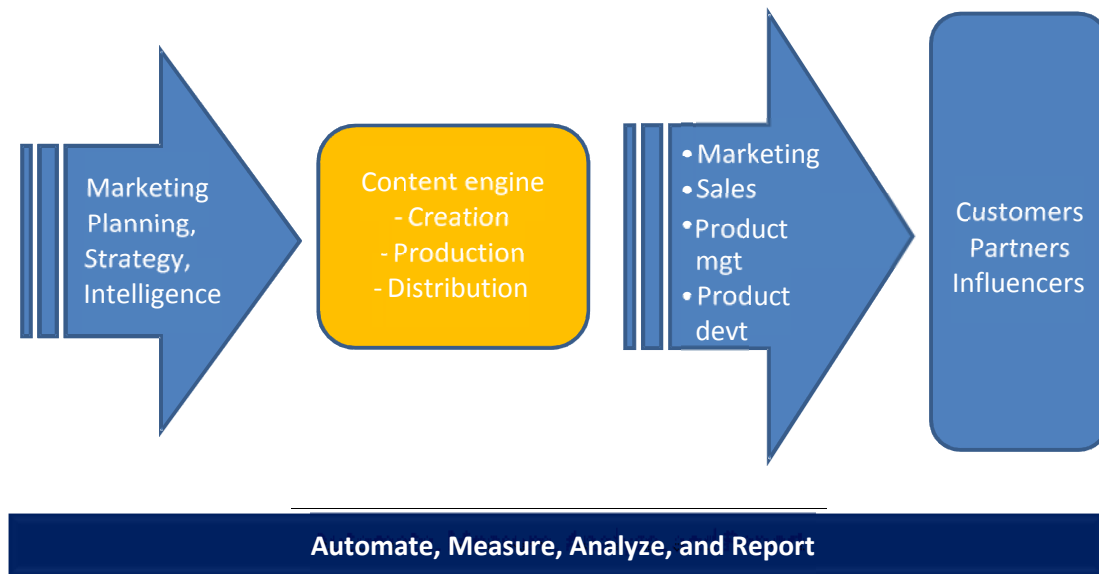 Marketing
Planning,
Strategy,
Intelligence
Content engine
- Creation
- Production
- Distribution
• Marketing
• Sales
• Product
mgt
• Product
devt
Customers
Partners
Influencers
Automate, Measure, Analyze, and Report